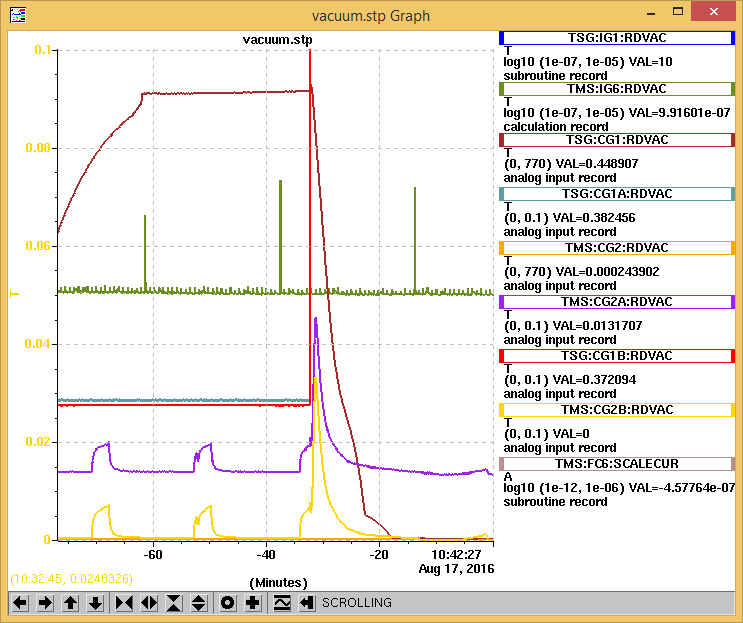 vacuum.stp Graph
vacuum.stp
0.1
0.08
0.06
T
0.04
0.02
0
-60
-40
-20
10:42:27
Aug 17, 2016
(10:32:45, 0.0240326)
(Minutes)
TSG:IG1:RDVAC
T
log10 (1e-07, 1e-05) VAL=10
subroutine record
TMS:IG6:RDVAC
T
log10 (1e-07, 1e-05) VAL=9.91601e-07
calculation record
TSG:CG1:RDVAC
T
(0, 770) VAL=0.448907
analog input record
TSG:CG1A:RDVAC
T
(0, 0.1) VAL=0.382456
analog input record
TMS:CG2:RDVAC
T
(0, 770) VAL=0.000243902
analog input record
TMS:CG2A:RDVAC
T
(0, 0.1) VAL=0.0131707
analog input record
TSG:CG1B:RDVAC
T
(0, 0.1) VAL=0.372094
analog input record
TMS:CG2B:RDVAC
T
(0, 0.1) VAL=0
analog input record
TMS:FC6:SCALECUR
A
log10 (1e-12, 1e-06) VAL=-4.57764e-07
subroutine record
SCROLLING